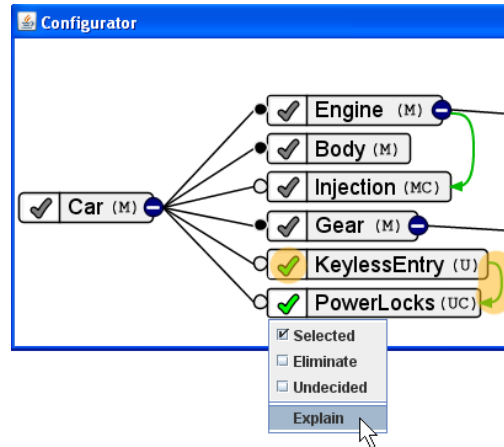 Configurator
Engine (M)
Body (M)
Injection (MC)
Car (M)
Gear (M)
KeylessEntry (U)
PowerLocks (UC)
Selected
Eliminate
Undecided
Explain